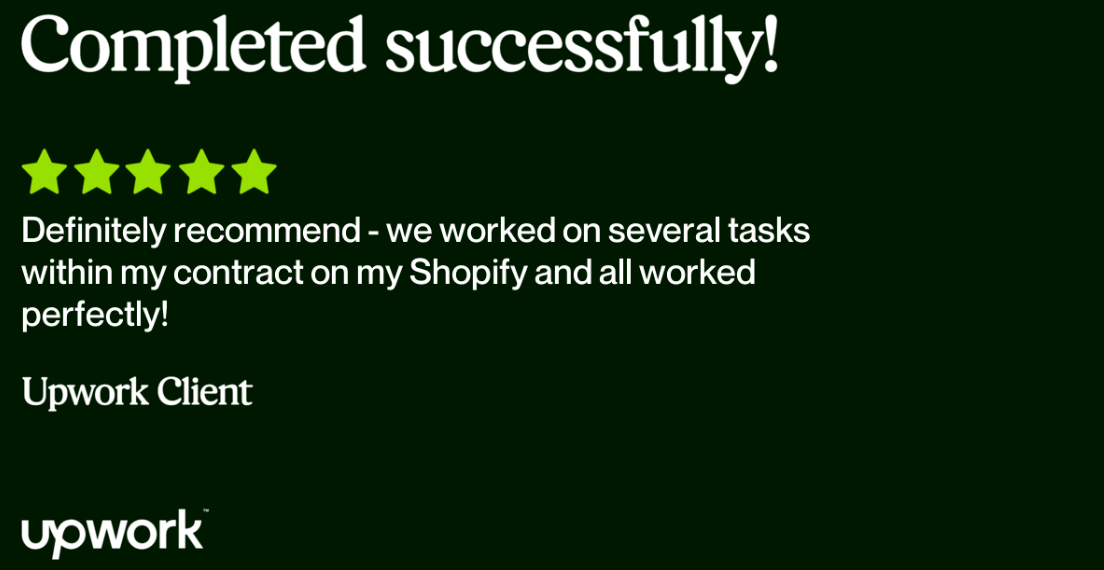 Completed successfully!
Definitely recommend - we worked on several tasks
within my contract on my Shopify and all worked
perfectly!
Upwork Client
upwork™